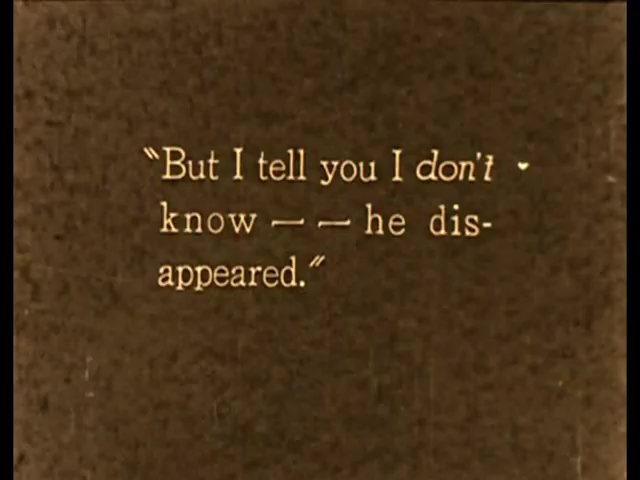 "But I tell you I don't
know — — he dis-
appeared."